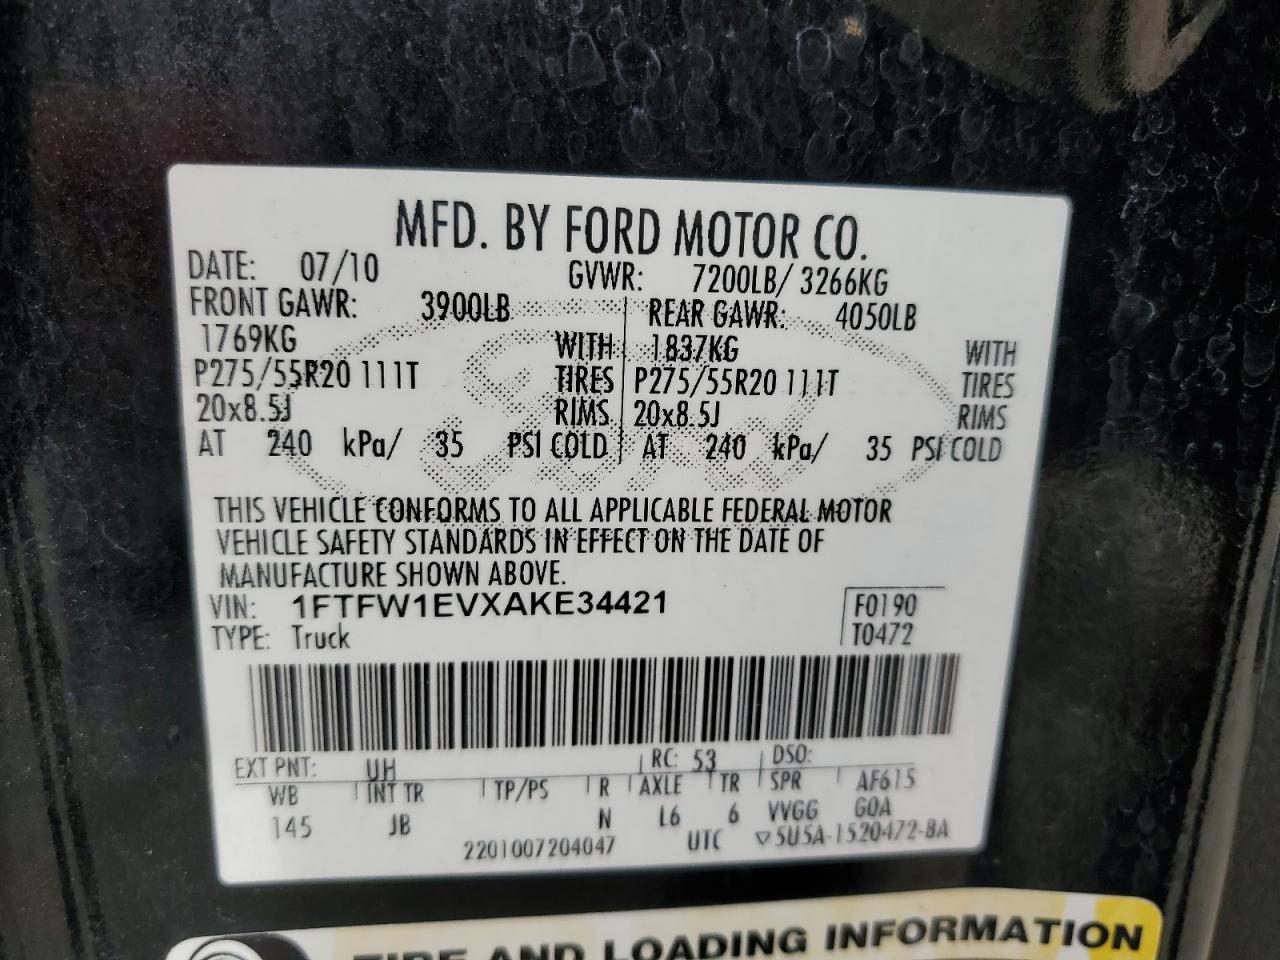 MFD. BY FORD MOTOR CO.
DATE: 07/10 GVWR: 7200LB/ 3266KG
FRONT GAWR: 3900LB REAR GAWR: 4050LB
1769KG WITH 1837KG WITH
P275/55R20 111T TIRES P275/55R20 111T TIRES
20x8.5J RIMS 20x8.5J RIMS
AT 240 kPa/ 35 PSI COLD AT 240 kPa/ 35 PSI COLD
THIS VEHICLE CONFORMS TO ALL APPLICABLE FEDERAL MOTOR
VEHICLE SAFETY STANDARDS IN EFFECT ON THE DATE OF
MANUFACTURE SHOWN ABOVE.
VIN: 1FTFW1EVXAKE34421 F0190
TYPE: Truck T0472
EXT PNT: UH RC: 53 DSO:
WB INT TR TP/PS R AXLE TR SPR AF615
145 JB N L6 6 VVGG GOA
2201007204047 UTC ▽5U5A-1520472-BA
TIRE AND LOADING INFORMATION